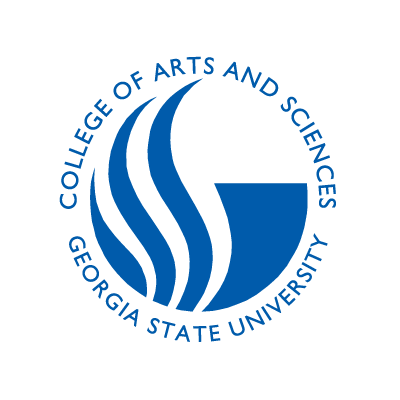 COLLEGE OF ARTS AND SCIENCES
GEORGIA STATE UNIVERSITY